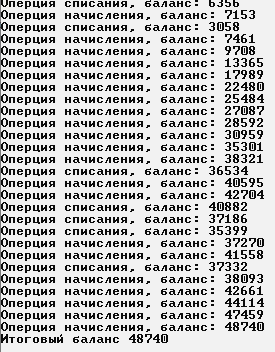 Оперция списания, баланс: 6356
Оперция начисления, баланс: 7153
Оперция списания, баланс: 3058
Оперция начисления, баланс: 7461
Оперция начисления, баланс: 9708
Оперция начисления, баланс: 13365
Оперция начисления, баланс: 17989
Оперция начисления, баланс: 22480
Оперция начисления, баланс: 25484
Оперция начисления, баланс: 27087
Оперция начисления, баланс: 28592
Оперция начисления, баланс: 30959
Оперция начисления, баланс: 35301
Оперция начисления, баланс: 38321
Оперция списания, баланс: 36534
Оперция начисления, баланс: 40595
Оперция начисления, баланс: 42704
Оперция списания, баланс: 40882
Оперция списания, баланс: 37186
Оперция списания, баланс: 35399
Оперция начисления, баланс: 37270
Оперция начисления, баланс: 41558
Оперция списания, баланс: 37332
Оперция начисления, баланс: 38093
Оперция начисления, баланс: 42661
Оперция начисления, баланс: 44114
Оперция начисления, баланс: 47459
Оперция начисления, баланс: 48740
Итоговый баланс 48740